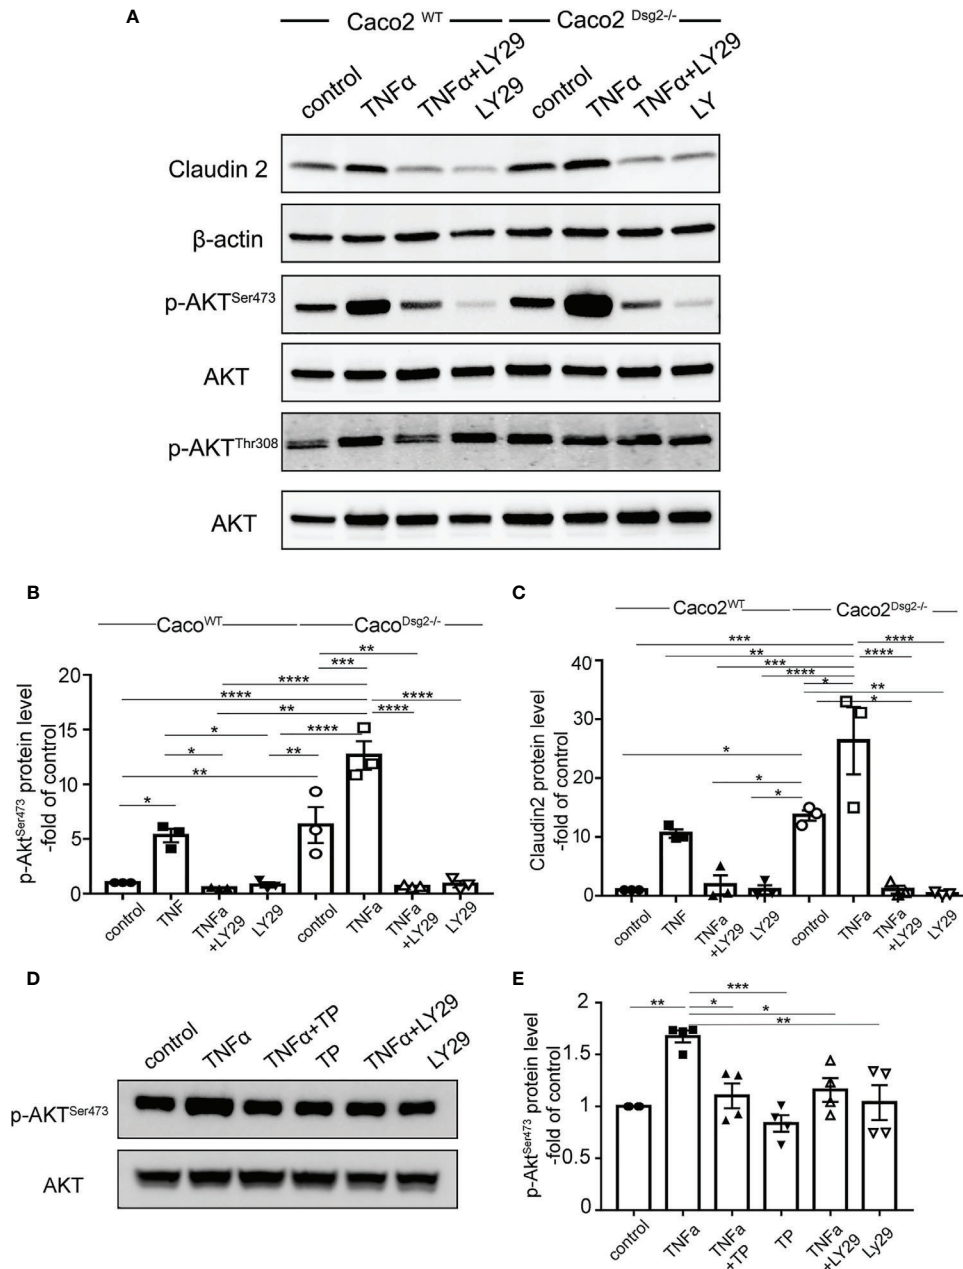 A
Caco2 WT Caco2 Dsg2-/-
control TNFα TNFα+LY29 LY29 control TNFα TNFα+LY29 LY
Claudin 2
β-actin
p-AKTSer473
AKT
p-AKTThr308
AKT
B
CacoWT CacoDsg2-/-
**
***
****
**** ****
** ****
* ****
* **
**
*
20
15
10
5
0
p-AktSer473 protein level
-fold of control
control TNF TNFa +LY29 LY29 control TNFa TNFa +LY29 LY29
C
Caco2WT Caco2Dsg2-/-
*** ****
** ****
***
****
* **
*
*
*
*
40
30
20
10
0
Claudin2 protein level
-fold of control
control TNF TNFa +LY29 LY29 control TNFa TNFa +LY29 LY29
D
control TNFα TNFα+TP TP TNFα+LY29 LY29
p-AKTSer473
AKT
E
***
** * *
**
2
1.5
1
0.5
0
p-AktSer473 protein level
-fold of control
control TNFa TNFa +TP TP TNFa +LY29 Ly29